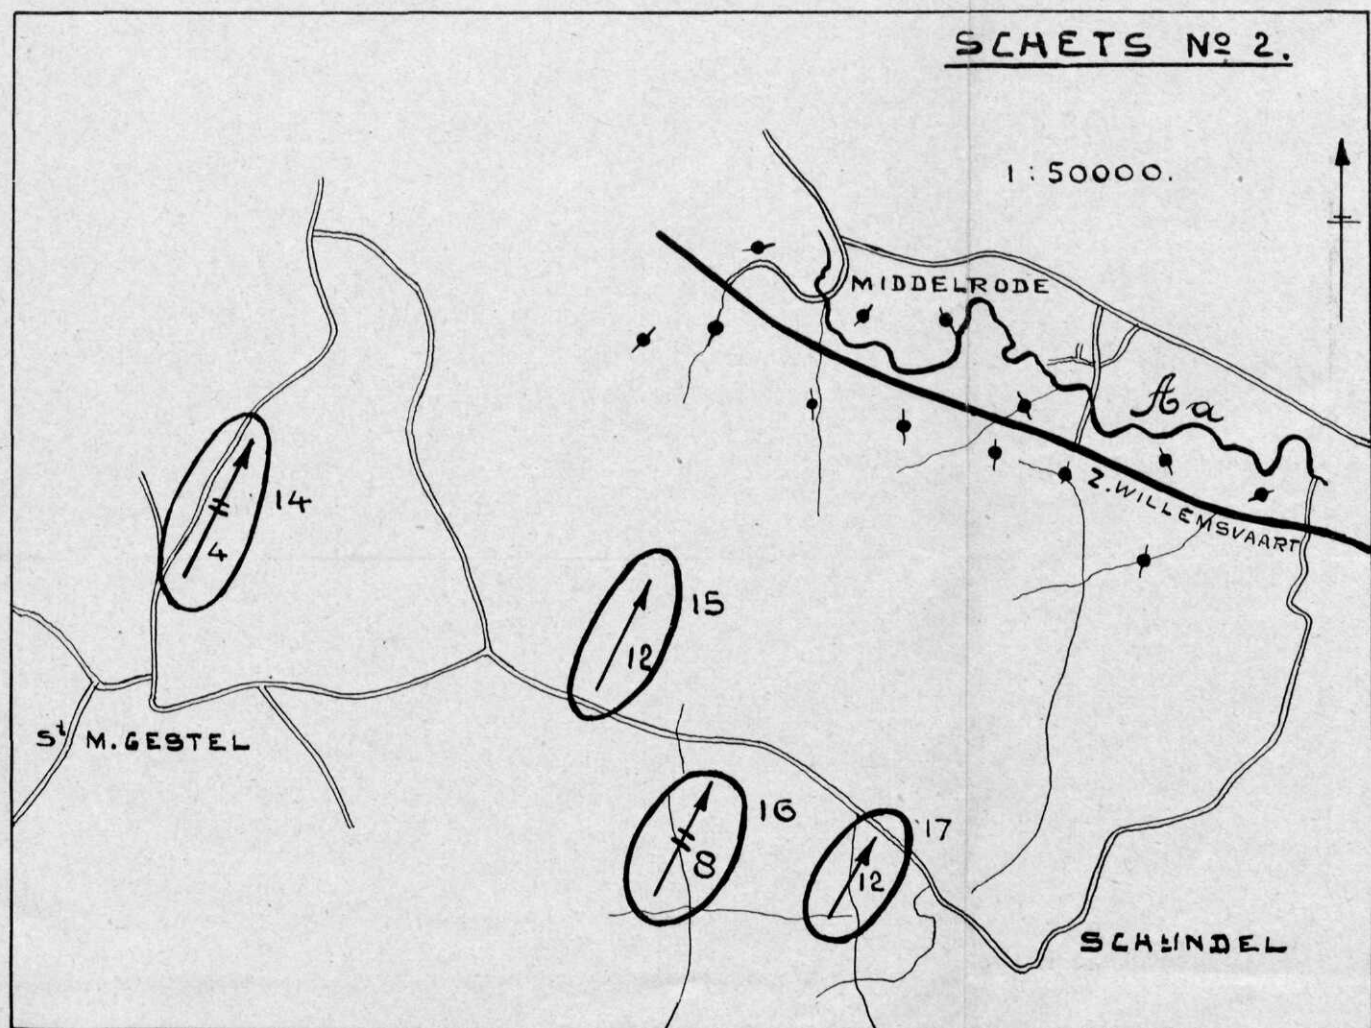 SCHETS Nº 2.
1:50000.
MIDDELRODE
Aa
Z. WILLEMSVAART
14
4
15
12
Sᵗ M. GESTEL
16
8
17
12
SCHIJNDEL